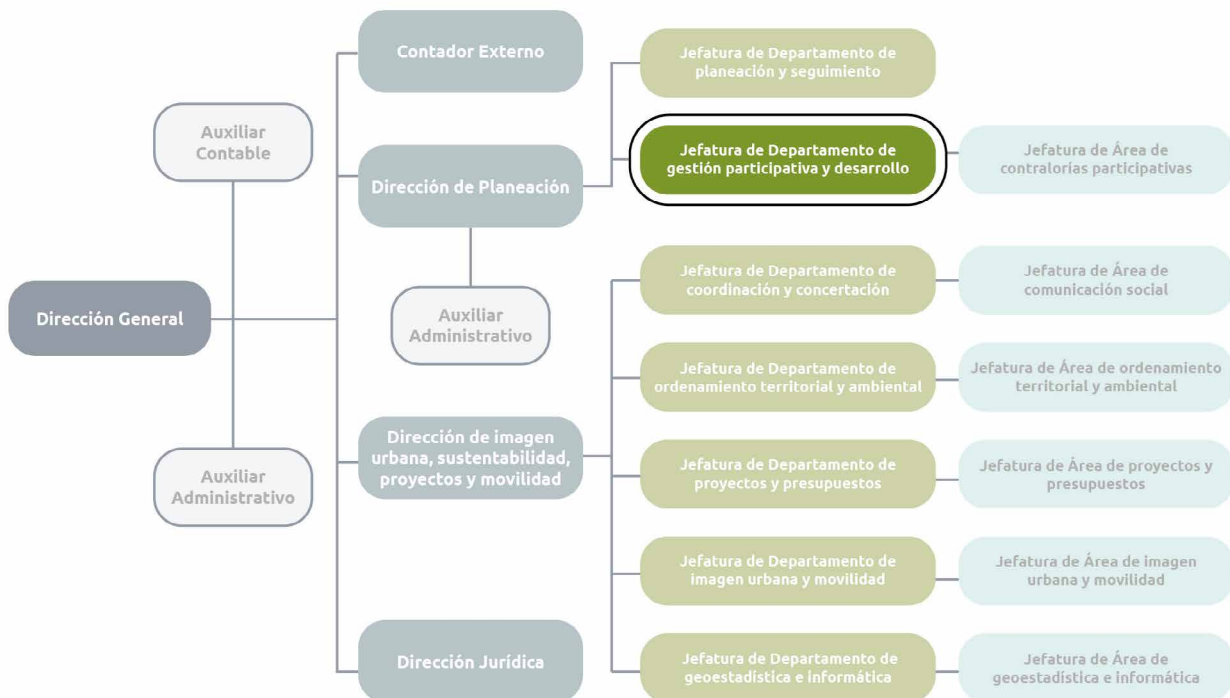 Contador Externo
Jefatura de Departamento de
planeación y seguimiento
Auxiliar
Contable
Dirección de Planeación
Jefatura de Departamento de
gestión participativa y desarrollo
Jefatura de Área de
contralorías participativas
Dirección General
Auxiliar
Administrativo
Jefatura de Departamento de
coordinación y concertación
Jefatura de Área de
comunicación social
Jefatura de Departamento de
ordenamiento territorial y ambiental
Jefatura de Área de ordenamiento
territorial y ambiental
Auxiliar
Administrativo
Dirección de imagen
urbana, sustentabilidad,
proyectos y movilidad
Jefatura de Departamento de
proyectos y presupuestos
Jefatura de Área de proyectos y
presupuestos
Jefatura de Departamento de
imagen urbana y movilidad
Jefatura de Área de imagen
urbana y movilidad
Dirección Jurídica
Jefatura de Departamento de
geoestadística e informática
Jefatura de Área de
geoestadística e informática